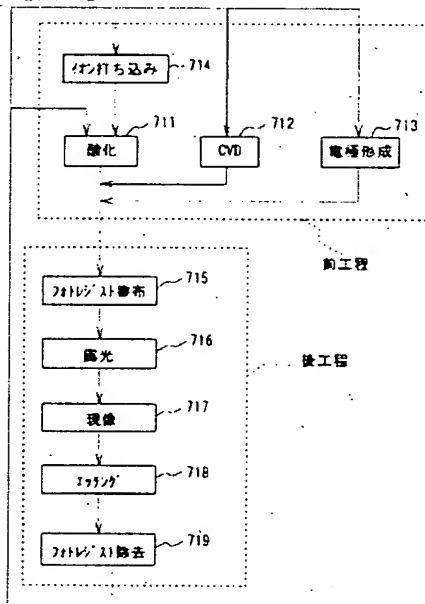 イオン打ち込み
714
711
712
713
酸化
CVD
電極形成
前工程
フォトレジスト塗布
715
露光
716
後工程
現像
717
エッチング
718
フォトレジスト除去
719